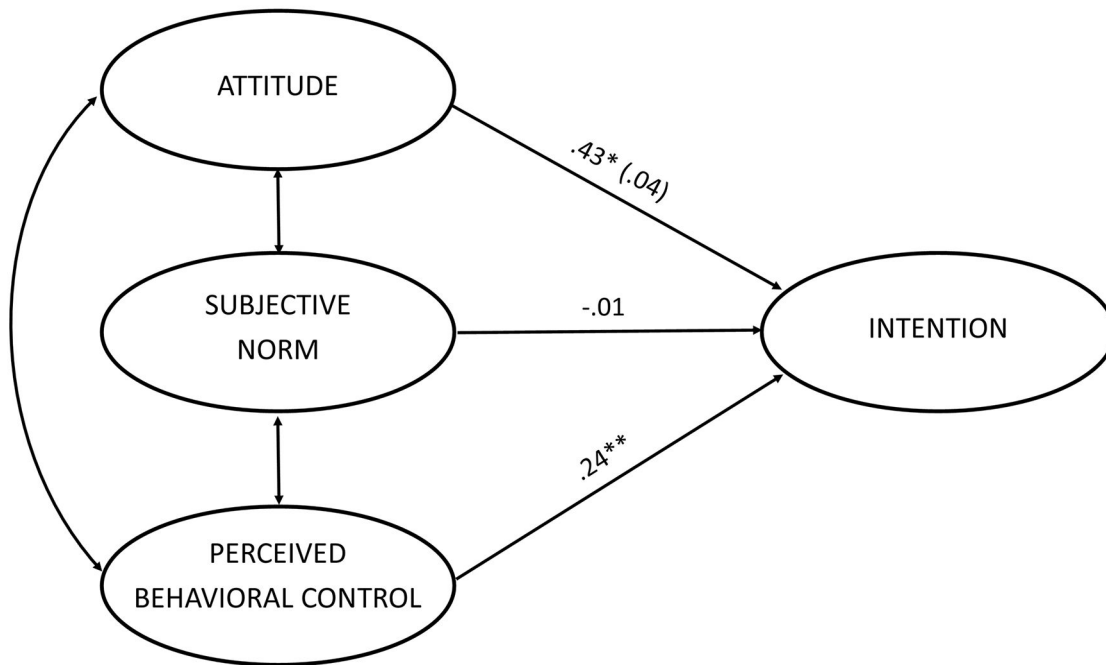 ATTITUDE
.43* (.04)
SUBJECTIVE
NORM
-.01
INTENTION
.24**
PERCEIVED
BEHAVIORAL CONTROL